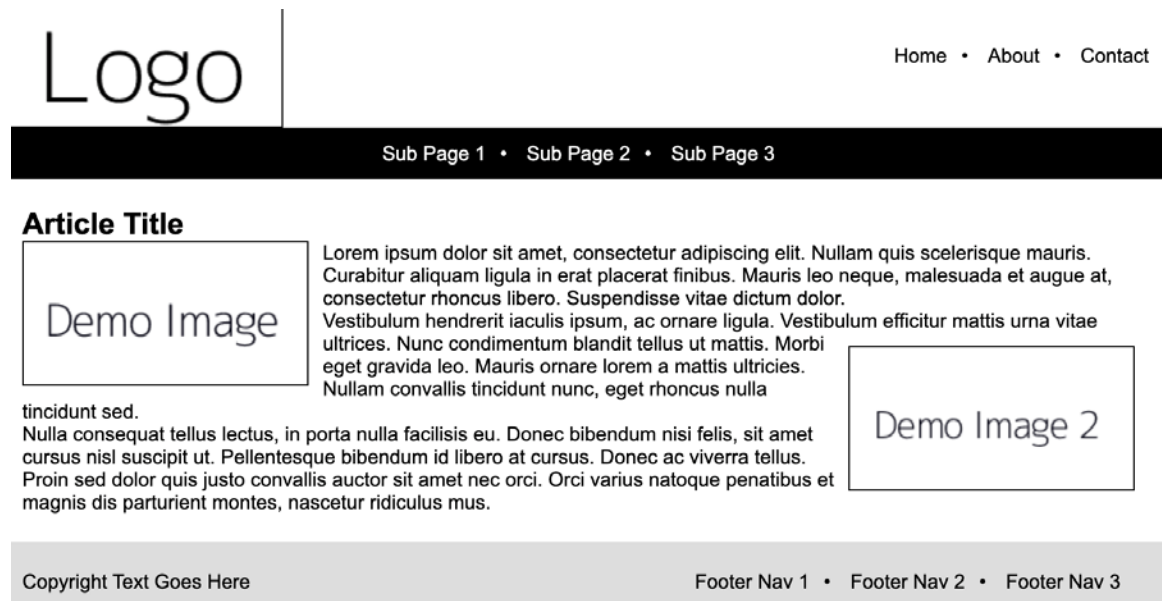 Logo
Home • About • Contact
Sub Page 1 • Sub Page 2 • Sub Page 3
Article Title
Demo Image
Lorem ipsum dolor sit amet, consectetur adipiscing elit. Nullam quis scelerisque mauris.
Curabitur aliquam ligula in erat placerat finibus. Mauris leo neque, malesuada et augue at,
consectetur rhoncus libero. Suspendisse vitae dictum dolor.
Vestibulum hendrerit iaculis ipsum, ac ornare ligula. Vestibulum efficitur mattis urna vitae
ultrices. Nunc condimentum blandit tellus ut mattis. Morbi
eget gravida leo. Mauris ornare lorem a mattis ultricies.
Nullam convallis tincidunt nunc, eget rhoncus nulla
tincidunt sed.
Demo Image 2
Nulla consequat tellus lectus, in porta nulla facilisis eu. Donec bibendum nisi felis, sit amet
cursus nisl suscipit ut. Pellentesque bibendum id libero at cursus. Donec ac viverra tellus.
Proin sed dolor quis justo convallis auctor sit amet nec orci. Orci varius natoque penatibus et
magnis dis parturient montes, nascetur ridiculus mus.
Copyright Text Goes Here
Footer Nav 1 • Footer Nav 2 • Footer Nav 3